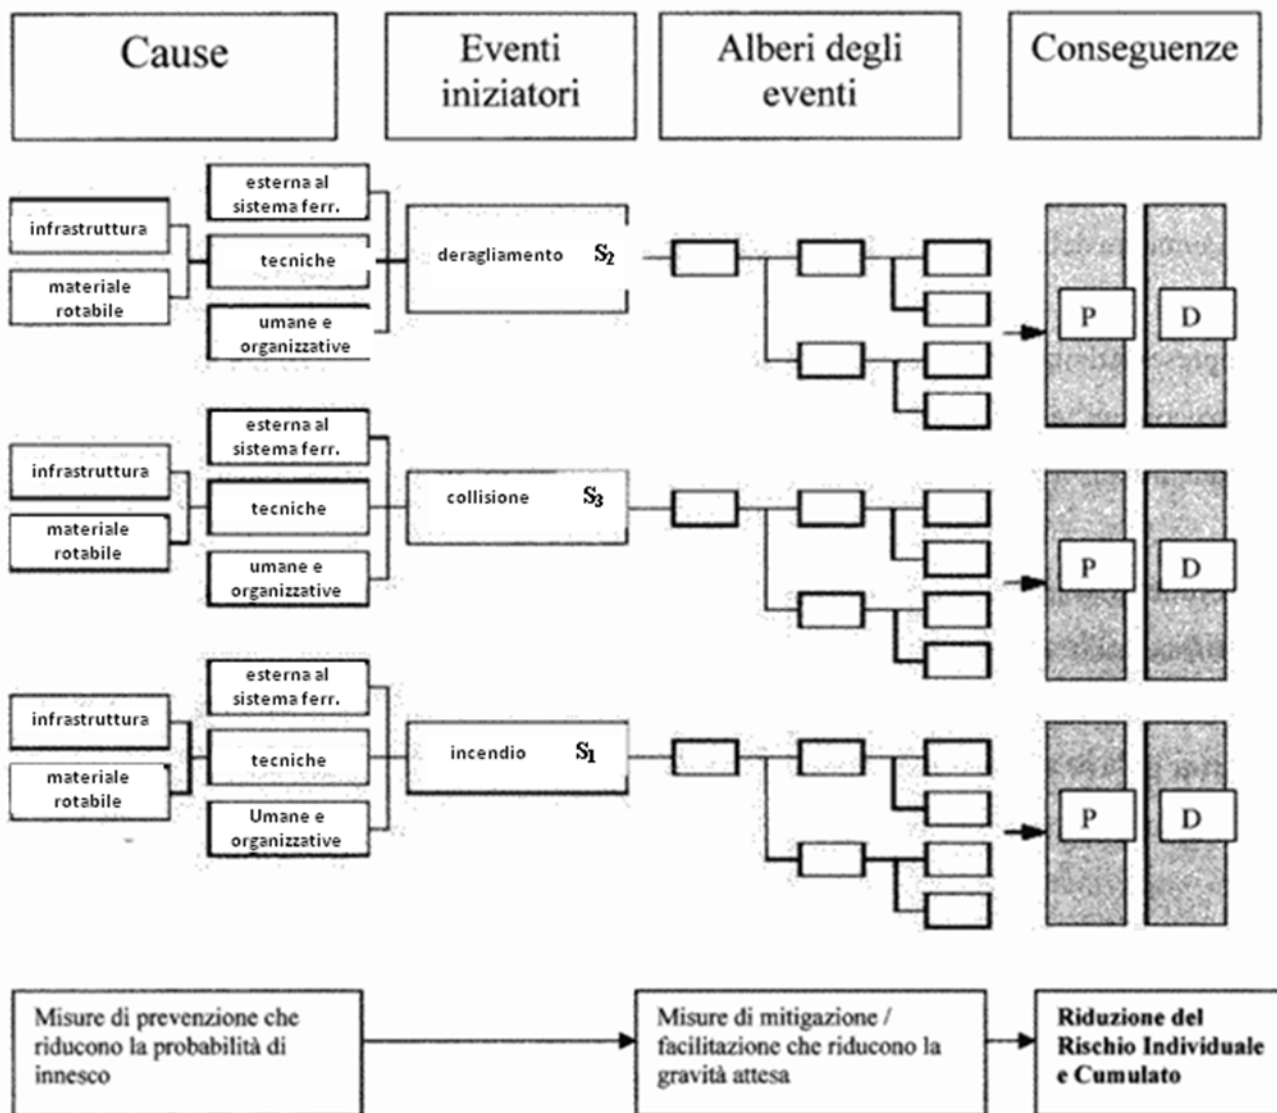 Cause
Eventi
iniziatori
Alberi degli
eventi
Conseguenze
infrastruttura
materiale
rotabile
esterna al
sistema ferr.
tecniche
umane e
organizzative
deragliamento S2
P
D
infrastruttura
materiale
rotabile
esterna al
sistema ferr.
tecniche
umane e
organizzative
collisione S3
P
D
infrastruttura
materiale
rotabile
esterna al
sistema ferr.
tecniche
Umane e
organizzative
incendio S1
P
D
Misure di prevenzione che
riducono la probabilità di
innesco
Misure di mitigazione /
facilitazione che riducono la
gravità attesa
Riduzione del
Rischio Individuale
e Cumulato